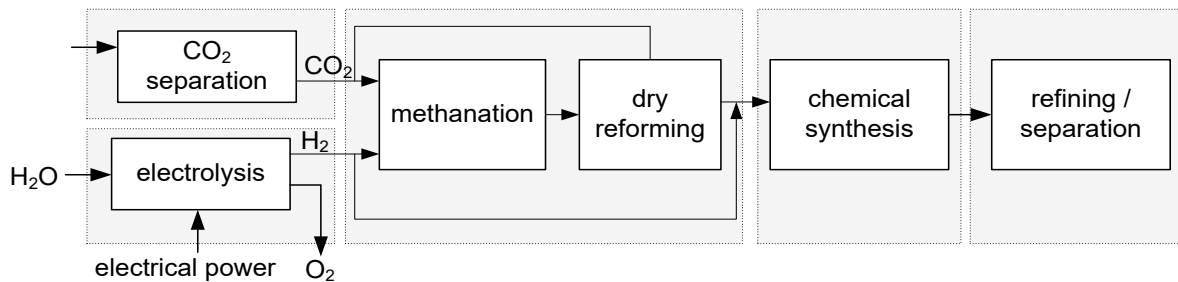 CO₂
separation
CO₂
methanation
dry
reforming
chemical
synthesis
refining /
separation
H₂
H₂O
electrolysis
electrical power
O₂